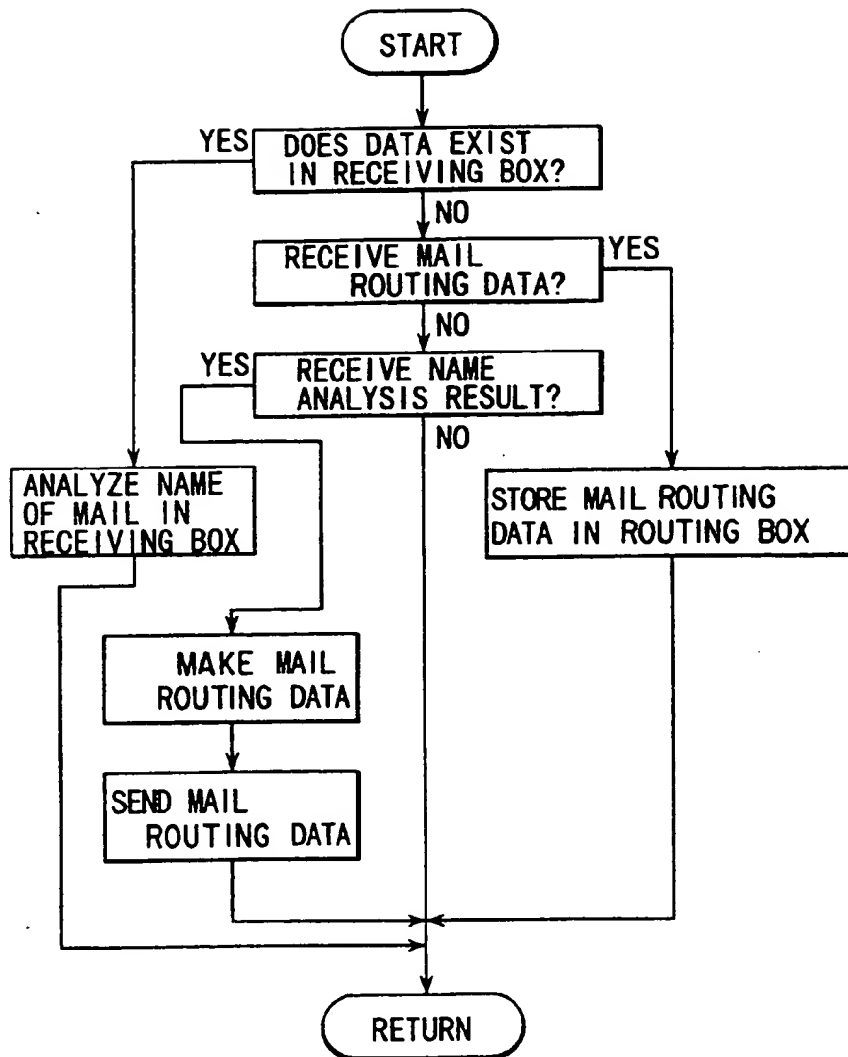 START
YES
DOES DATA EXIST
IN RECEIVING BOX?
NO
RECEIVE MAIL
ROUTING DATA?
YES
NO
YES
RECEIVE NAME
ANALYSIS RESULT?
NO
ANALYZE NAME
OF MAIL IN
RECEIVING BOX
STORE MAIL ROUTING
DATA IN ROUTING BOX
MAKE MAIL
ROUTING DATA
SEND MAIL
ROUTING DATA
RETURN